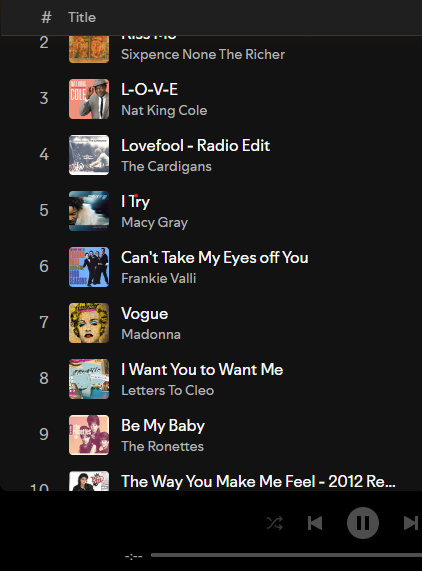 # Title
2 Kiss Me
Sixpence None The Richer
3 L-O-V-E
Nat King Cole
4 Lovefool - Radio Edit
The Cardigans
5 I Try
Macy Gray
6 Can't Take My Eyes off You
Frankie Valli
7 Vogue
Madonna
8 I Want You to Want Me
Letters To Cleo
9 Be My Baby
The Ronettes
10 The Way You Make Me Feel - 2012 Re...
-:--